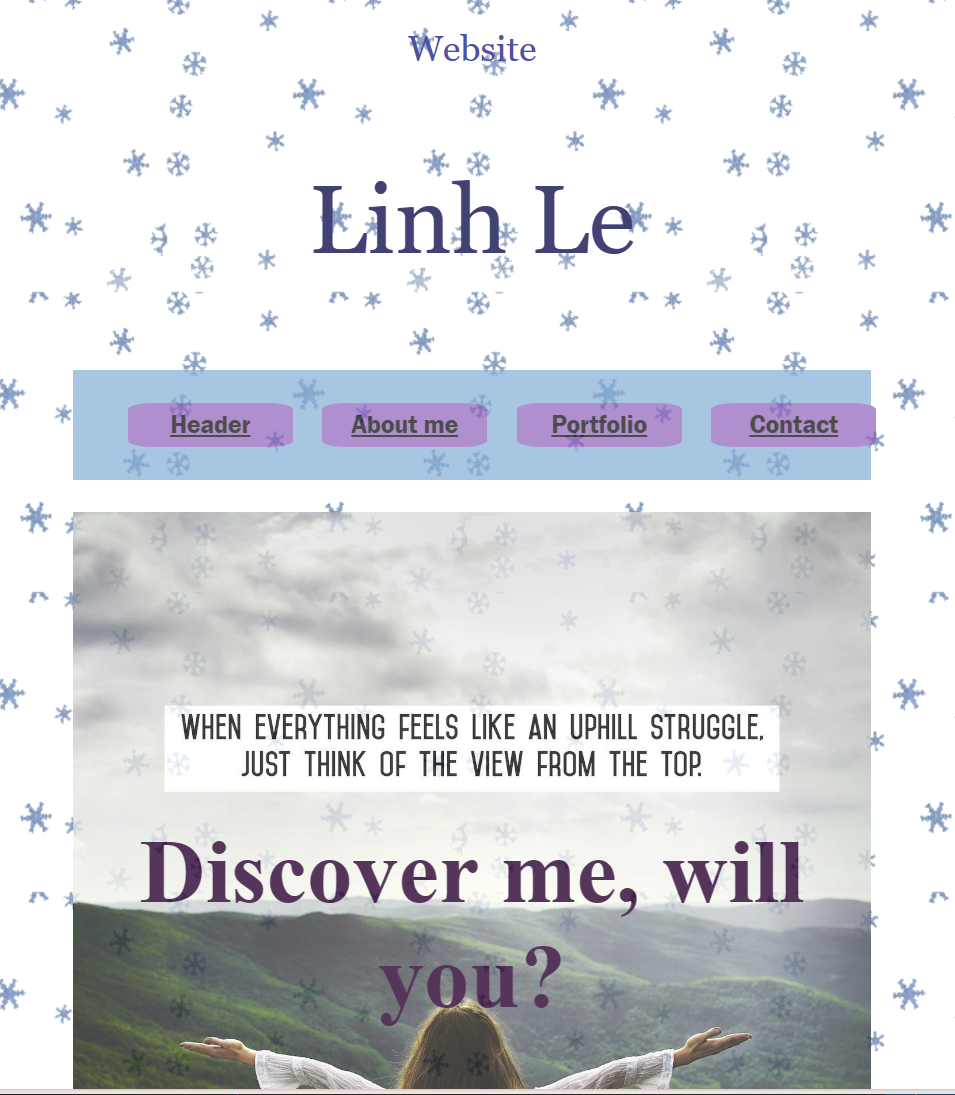 Website
Linh Le
Header About me Portfolio Contact
WHEN EVERYTHING FEELS LIKE AN UPHILL STRUGGLE,
JUST THINK OF THE VIEW FROM THE TOP.
Discover me, will
you?